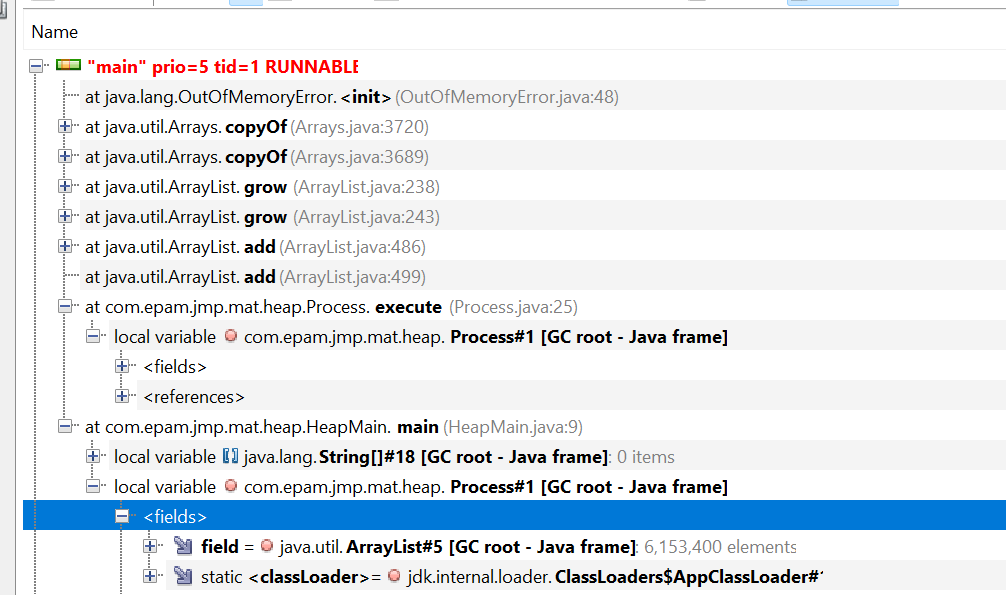 Name
"main" prio=5 tid=1 RUNNABLE
at java.lang.OutOfMemoryError.<init> (OutOfMemoryError.java:48)
at java.util.Arrays.copyOf (Arrays.java:3720)
at java.util.Arrays.copyOf (Arrays.java:3689)
at java.util.ArrayList.grow (ArrayList.java:238)
at java.util.ArrayList.grow (ArrayList.java:243)
at java.util.ArrayList.add (ArrayList.java:486)
at java.util.ArrayList.add (ArrayList.java:499)
at com.epam.jmp.mat.heap.Process.execute (Process.java:25)
local variable com.epam.jmp.mat.heap.Process#1 [GC root - Java frame]
<fields>
<references>
at com.epam.jmp.mat.heap.HeapMain.main (HeapMain.java:9)
local variable java.lang.String[]#18 [GC root - Java frame]: 0 items
local variable com.epam.jmp.mat.heap.Process#1 [GC root - Java frame]
<fields>
field = java.util.ArrayList#5 [GC root - Java frame]: 6,153,400 elements
static <classLoader>= jdk.internal.loader.ClassLoaders$AppClassLoader#